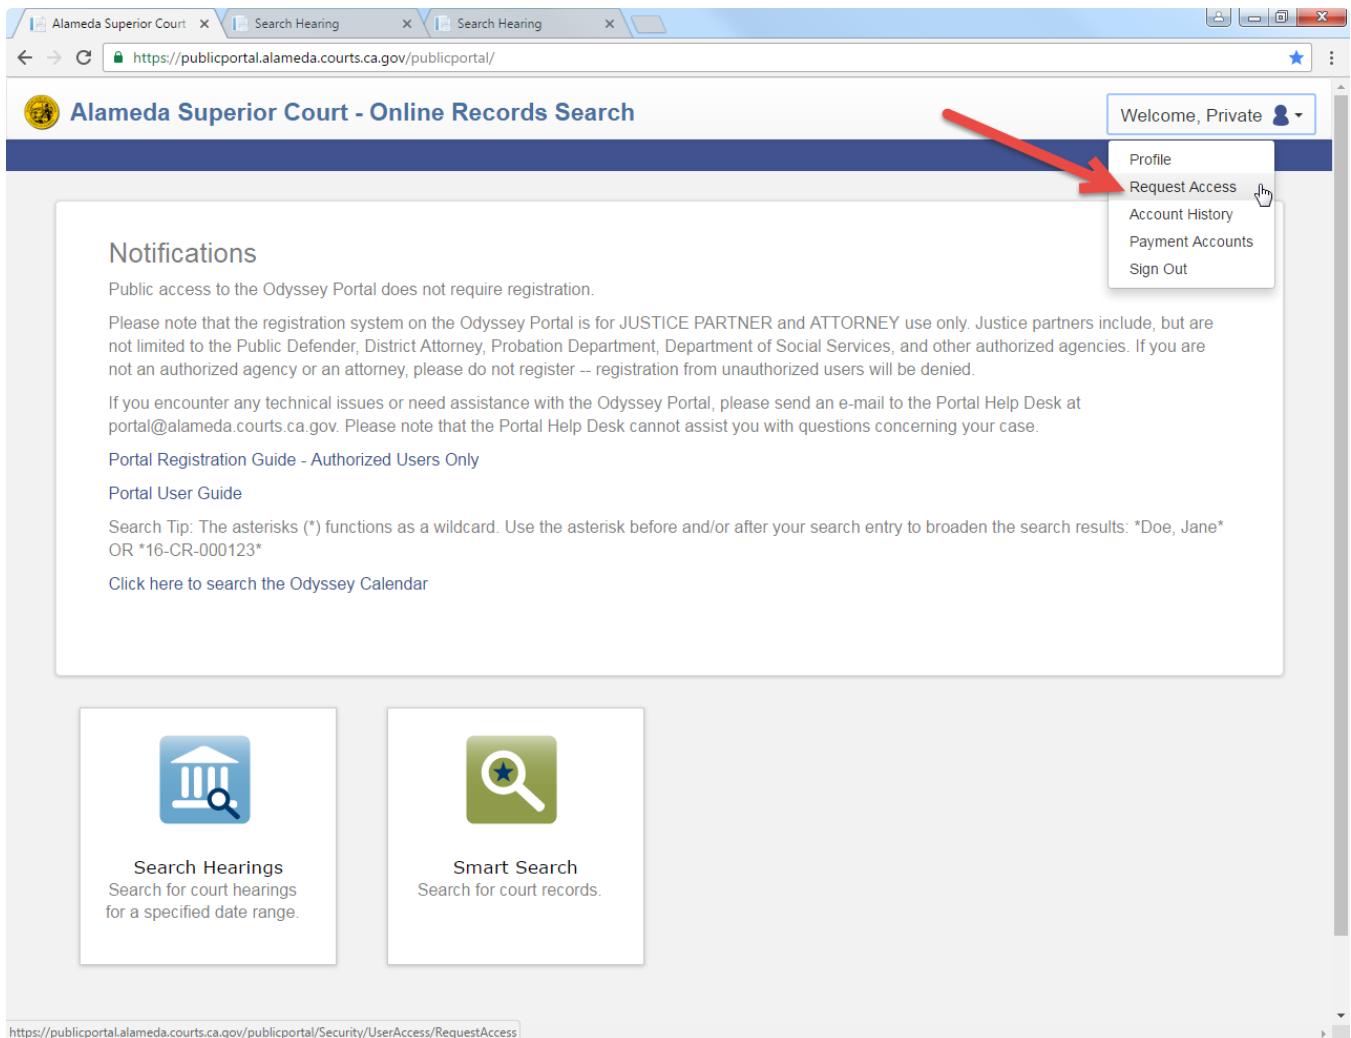 Alameda Superior Court
Search Hearing
Search Hearing
https://publicportal.alameda.courts.ca.gov/publicportal/
Alameda Superior Court - Online Records Search
Welcome, Private
Profile
Request Access
Account History
Payment Accounts
Sign Out
Notifications
Public access to the Odyssey Portal does not require registration.
Please note that the registration system on the Odyssey Portal is for JUSTICE PARTNER and ATTORNEY use only. Justice partners include, but are
not limited to the Public Defender, District Attorney, Probation Department, Department of Social Services, and other authorized agencies. If you are
not an authorized agency or an attorney, please do not register -- registration from unauthorized users will be denied.
If you encounter any technical issues or need assistance with the Odyssey Portal, please send an e-mail to the Portal Help Desk at
portal@alameda.courts.ca.gov. Please note that the Portal Help Desk cannot assist you with questions concerning your case.
Portal Registration Guide - Authorized Users Only
Portal User Guide
Search Tip: The asterisks (*) functions as a wildcard. Use the asterisk before and/or after your search entry to broaden the search results: *Doe, Jane*
OR *16-CR-000123*
Click here to search the Odyssey Calendar
Search Hearings
Search for court hearings
for a specified date range.
Smart Search
Search for court records.
https://publicportal.alameda.courts.ca.gov/publicportal/Security/UserAccess/RequestAccess